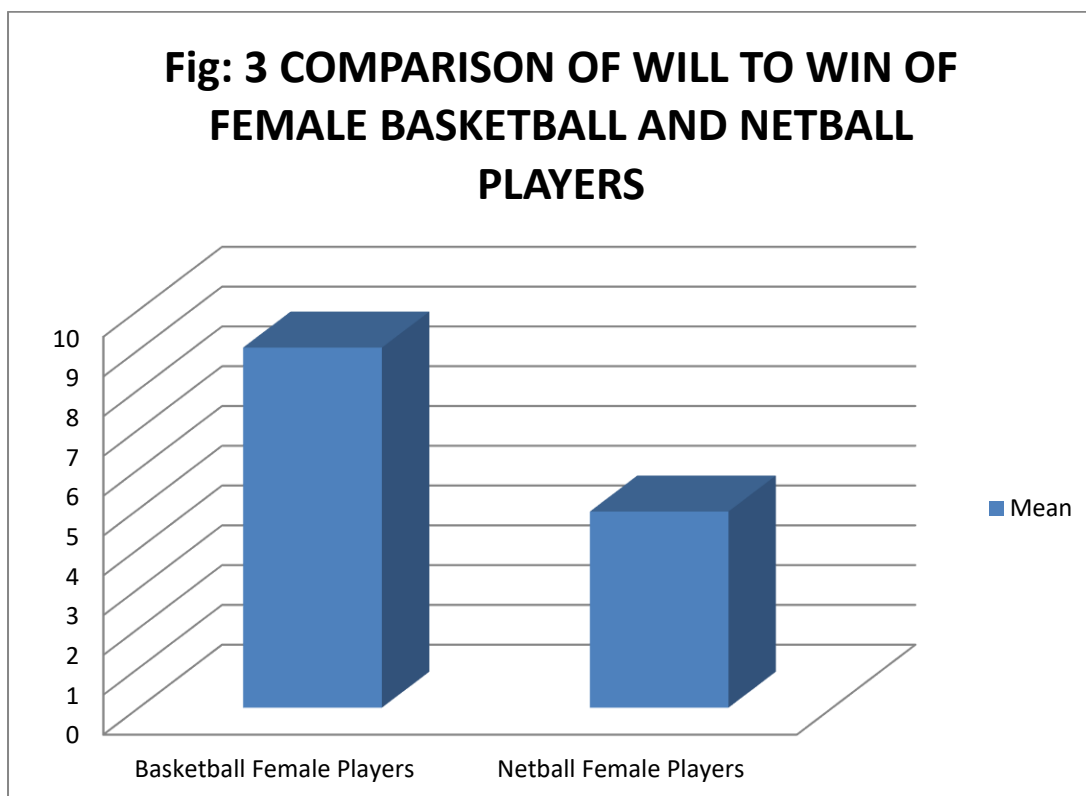 Fig: 3 COMPARISON OF WILL TO WIN OF
FEMALE BASKETBALL AND NETBALL
PLAYERS
10
9
8
7
6
5
4
3
2
1
0
Basketball Female Players
Netball Female Players
Mean